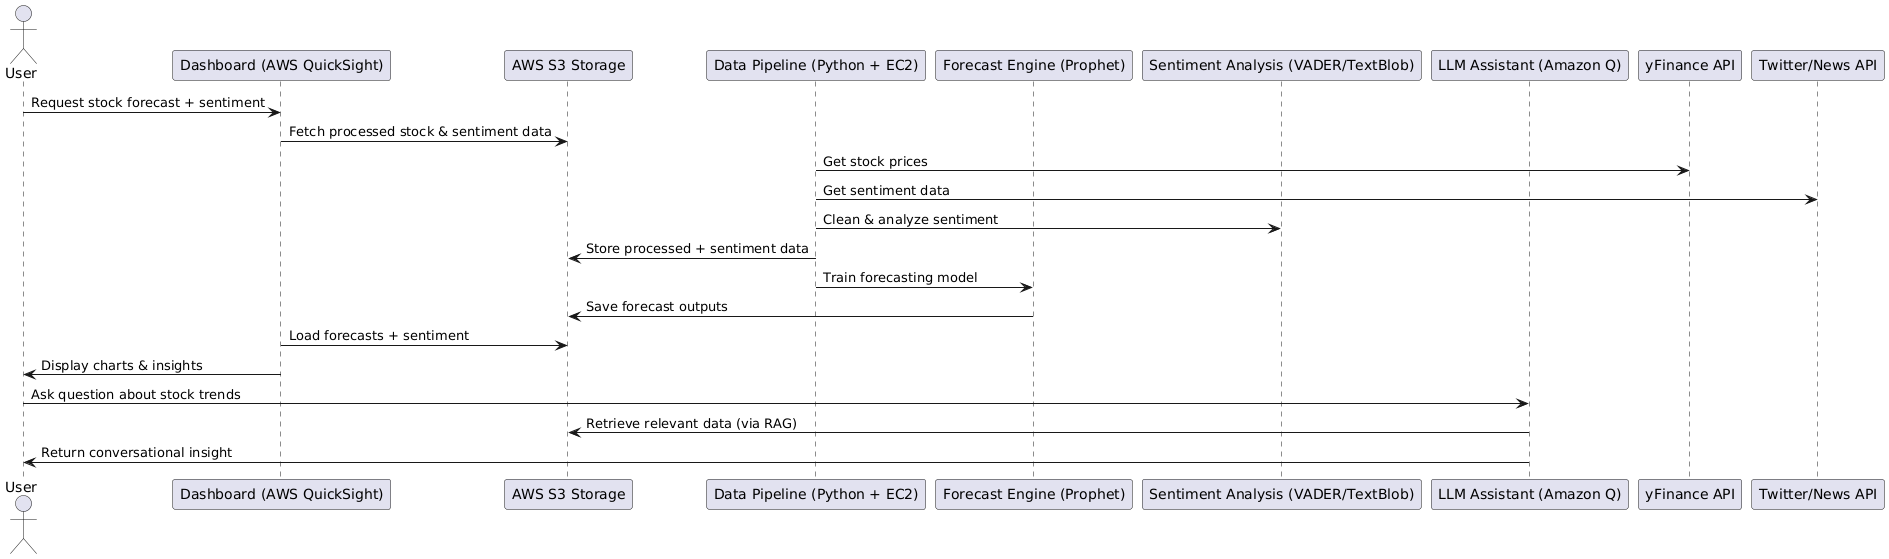 User
Dashboard (AWS QuickSight)
AWS S3 Storage
Data Pipeline (Python + EC2)
Forecast Engine (Prophet)
Sentiment Analysis (VADER/TextBlob)
LLM Assistant (Amazon Q)
yFinance API
Twitter/News API
Request stock forecast + sentiment
Fetch processed stock & sentiment data
Get stock prices
Get sentiment data
Clean & analyze sentiment
Store processed + sentiment data
Train forecasting model
Save forecast outputs
Load forecasts + sentiment
Display charts & insights
Ask question about stock trends
Retrieve relevant data (via RAG)
Return conversational insight
User
Dashboard (AWS QuickSight)
AWS S3 Storage
Data Pipeline (Python + EC2)
Forecast Engine (Prophet)
Sentiment Analysis (VADER/TextBlob)
LLM Assistant (Amazon Q)
yFinance API
Twitter/News API